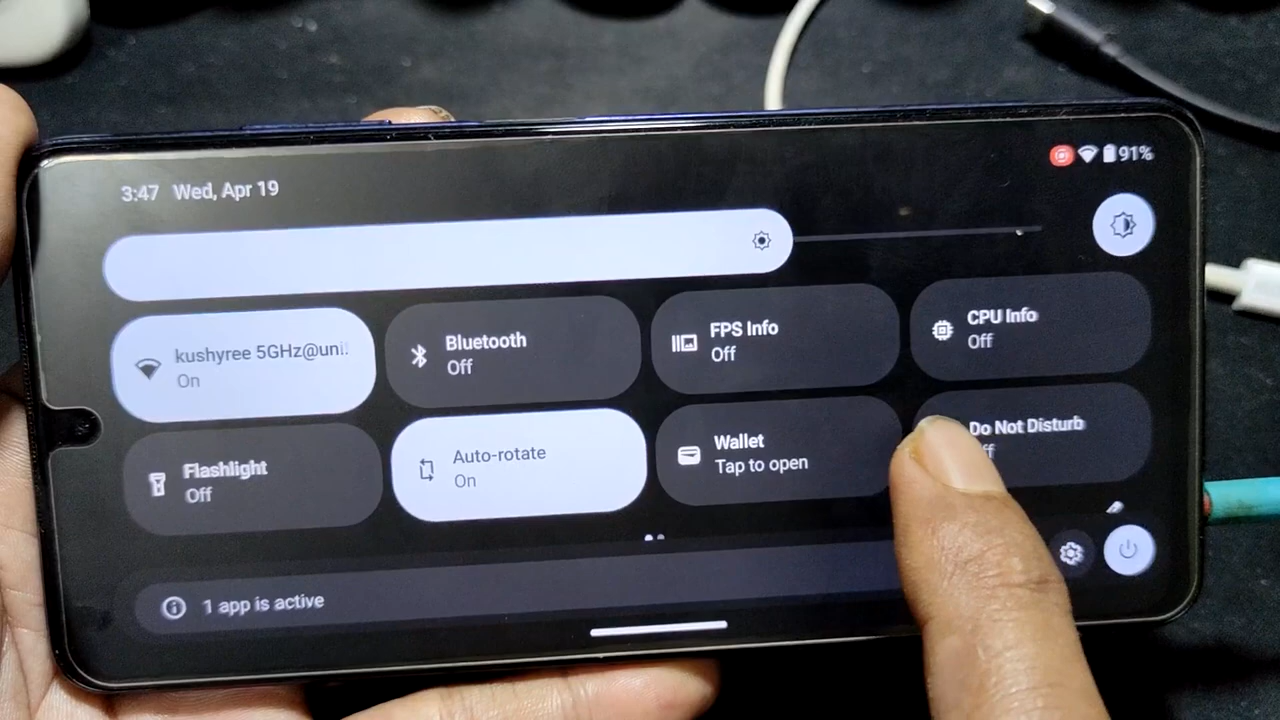 3:47 Wed, Apr 19
91%
kushyree 5GHz@uni.
On
Bluetooth
Off
FPS Info
Off
CPU Info
Off
Flashlight
Off
Auto-rotate
On
Wallet
Tap to open
Do Not Disturb
ff
1 app is active